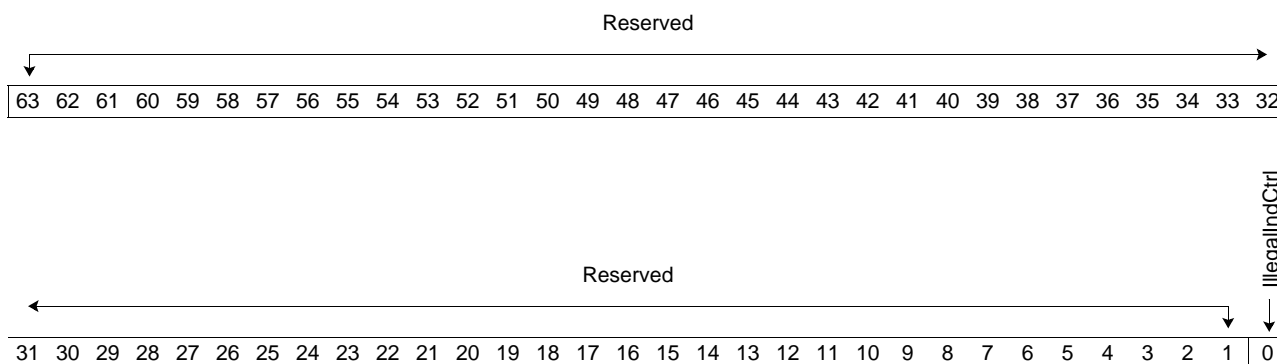 Reserved
63 62 61 60 59 58 57 56 55 54 53 52 51 50 49 48 47 46 45 44 43 42 41 40 39 38 37 36 35 34 33 32
IllegalIndCtrl
Reserved
31 30 29 28 27 26 25 24 23 22 21 20 19 18 17 16 15 14 13 12 11 10 9 8 7 6 5 4 3 2 1 0